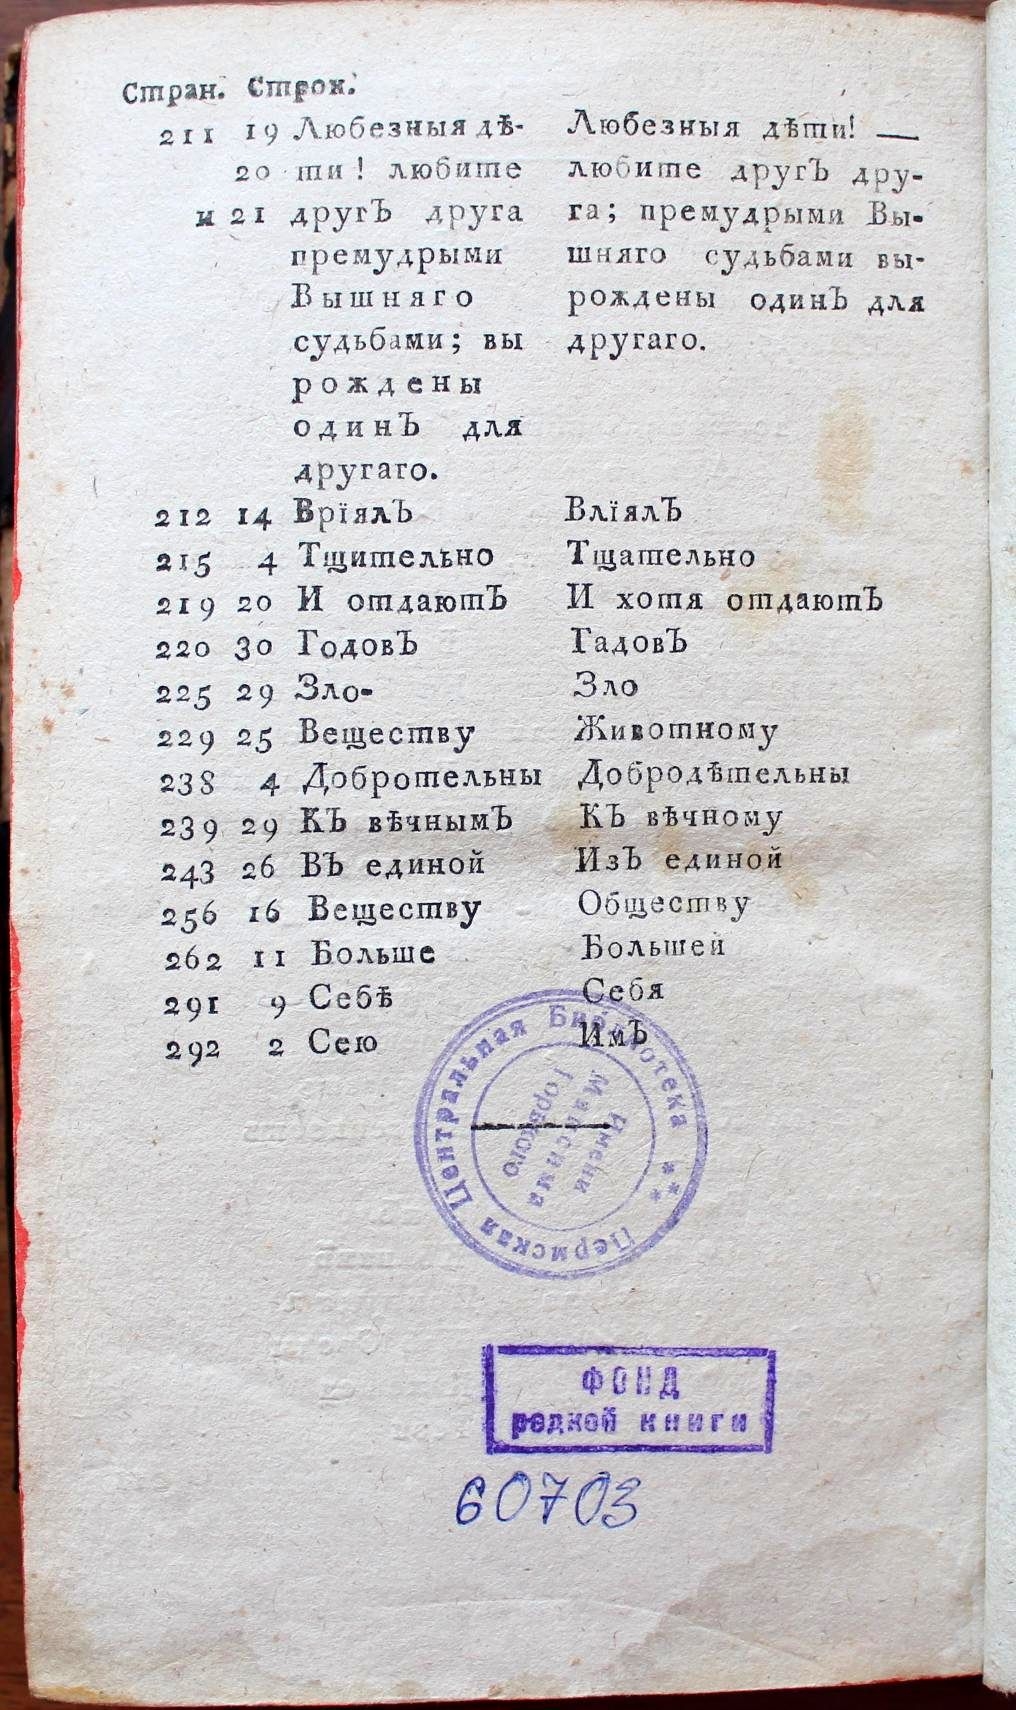 Стран. Строк.
211 19 Любезныя дѣ- Любезныя дѣти! —
20 ти! любите любите другЪ дру-
и 21 другЪ друга га; премудрыми Вы-
премудрыми шняго судьбами вы-
Вышняго рождены одинЪ для
судьбами; вы другаго.
рождены
одинЪ для
другаго.
212 14 ВрїялЪ ВлїялЪ
215 4 Тщительно Тщательно
219 20 И отдаютЪ И хотя отдаютЪ
220 30 ГодовЪ ГадовЪ
225 29 Зло- Зло
229 25 Веществу Животному
238 4 Добротельны Добродѣтельны
239 29 КЪ вѣчнымЪ КЪ вѣчному
243 26 ВЪ единой ИзЪ единой
256 16 Веществу Обществу
262 11 Больше Большей
291 9 Себѣ Себя
292 2 Сею ИмЪ
Пермская Центральная Библиотека ***
Имени
Максима
Горького
ФОНД
редкой книги
60703